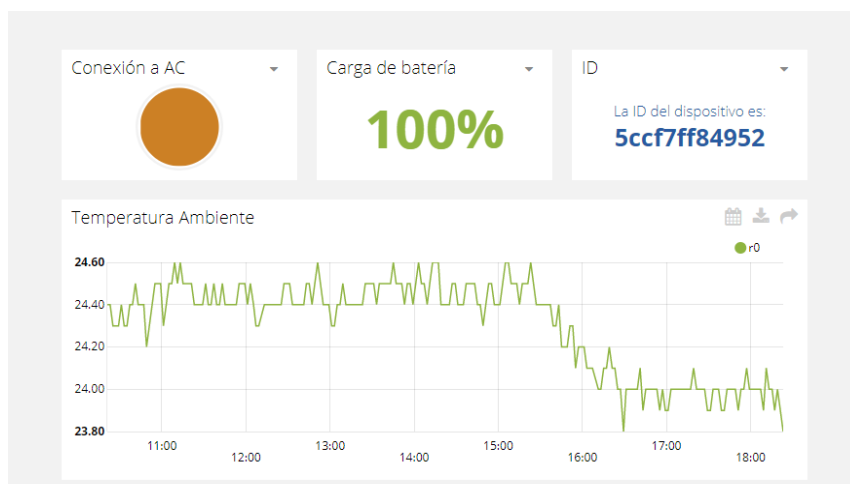 Conexión a AC
Carga de batería
100%
ID
La ID del dispositivo es:
5ccf7ff84952
Temperatura Ambiente
r0
24.60
24.40
24.20
24.00
23.80
11:00
12:00
13:00
14:00
15:00
16:00
17:00
18:00